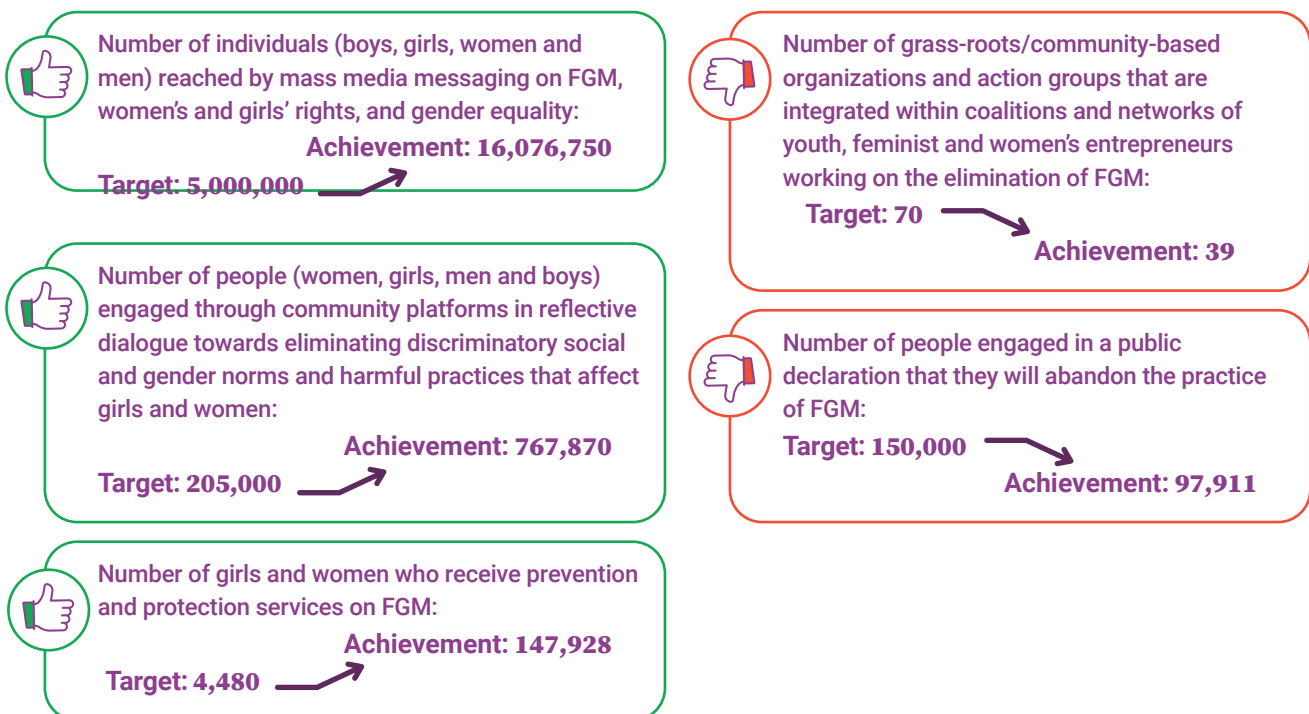 Number of individuals (boys, girls, women and
men) reached by mass media messaging on FGM,
women’s and girls’ rights, and gender equality:
Achievement: 16,076,750
Target: 5,000,000
Number of people (women, girls, men and boys)
engaged through community platforms in reflective
dialogue towards eliminating discriminatory social
and gender norms and harmful practices that affect
girls and women:
Achievement: 767,870
Target: 205,000
Number of girls and women who receive prevention
and protection services on FGM:
Achievement: 147,928
Target: 4,480
Number of grass-roots/community-based
organizations and action groups that are
integrated within coalitions and networks of
youth, feminist and women’s entrepreneurs
working on the elimination of FGM:
Target: 70
Achievement: 39
Number of people engaged in a public
declaration that they will abandon the practice
of FGM:
Target: 150,000
Achievement: 97,911